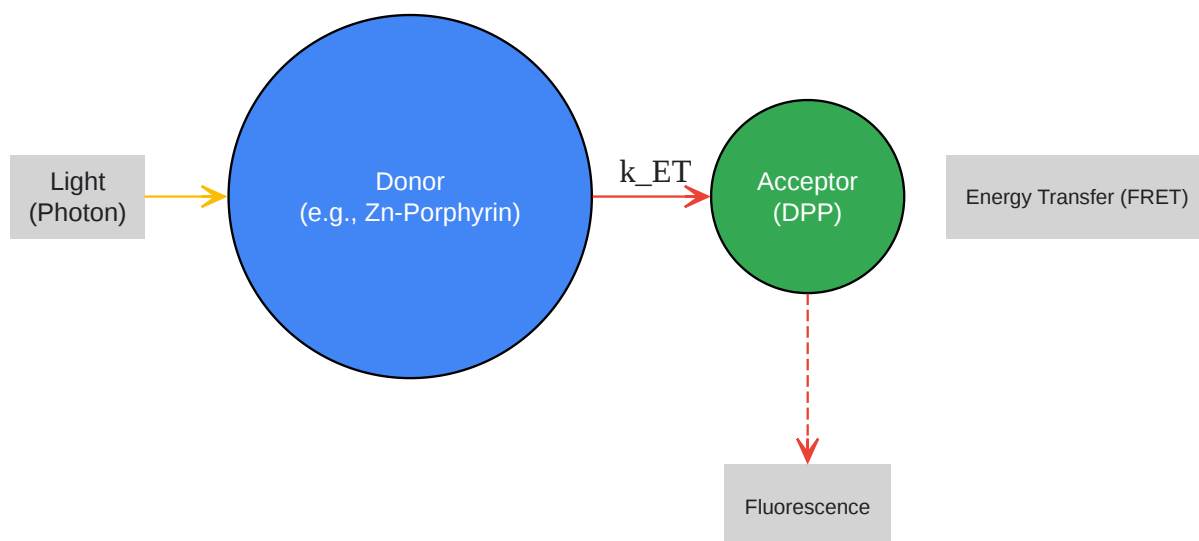 Light
(Photon)
Donor
(e.g., Zn-Porphyrin)
k_ET
Acceptor
(DPP)
Energy Transfer (FRET)
Fluorescence